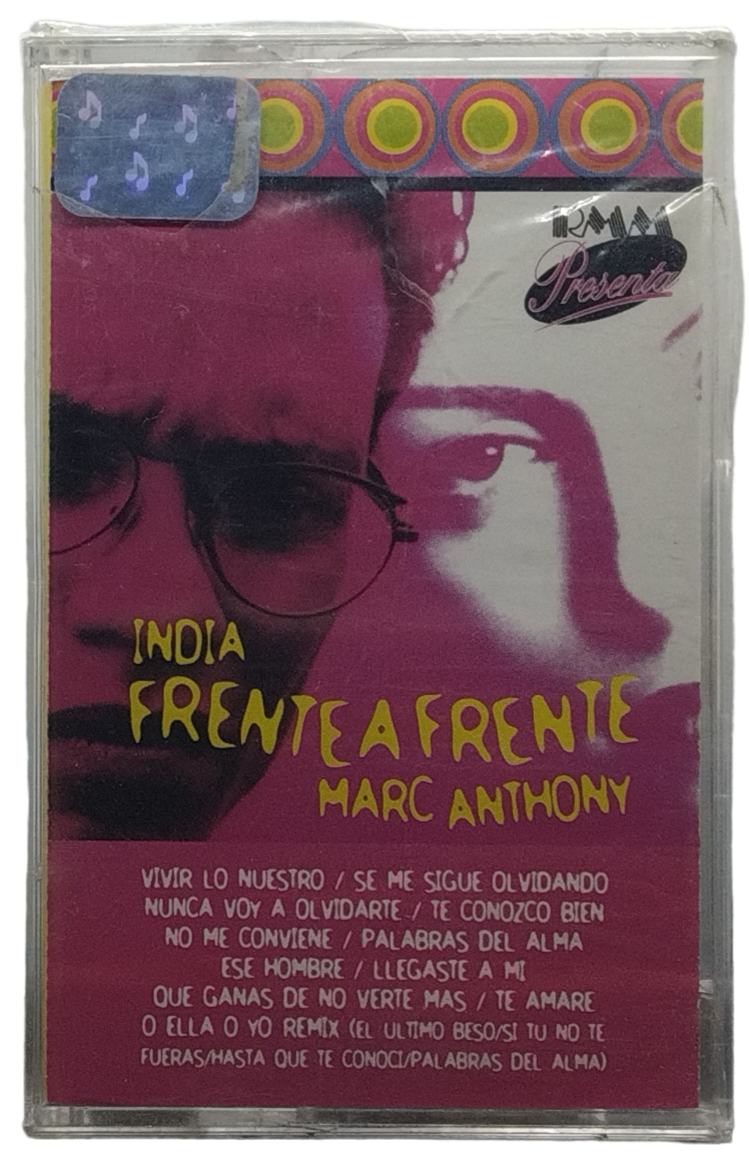 RMM
Presenta
INDIA
FRENTE A FRENTE
MARC ANTHONY
VIVIR LO NUESTRO / SE ME SIGUE OLVIDANDO
NUNCA VOY A OLVIDARTE / TE CONOZCO BIEN
NO ME CONVIENE / PALABRAS DEL ALMA
ESE HOMBRE / LLEGASTE A MI
QUE GANAS DE NO VERTE MAS / TE AMARE
O ELLA O YO REMIX (EL ULTIMO BESO/SI TU NO TE
FUERAS/HASTA QUE TE CONOCI/PALABRAS DEL ALMA)